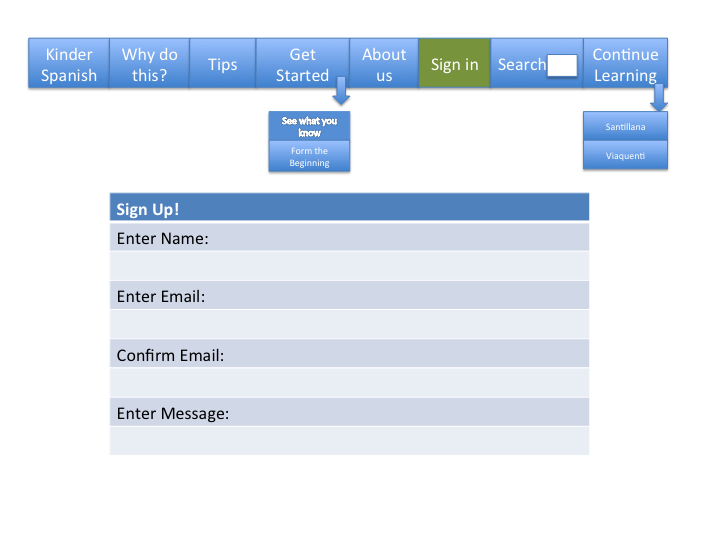 Kinder
Spanish
Why do
this?
Tips
Get
Started
About
us
Sign in
Search
Continue
Learning
See what you
know
Form the
Beginning
Santillana
Viaquenti
Sign Up!
Enter Name:
Enter Email:
Confirm Email:
Enter Message: